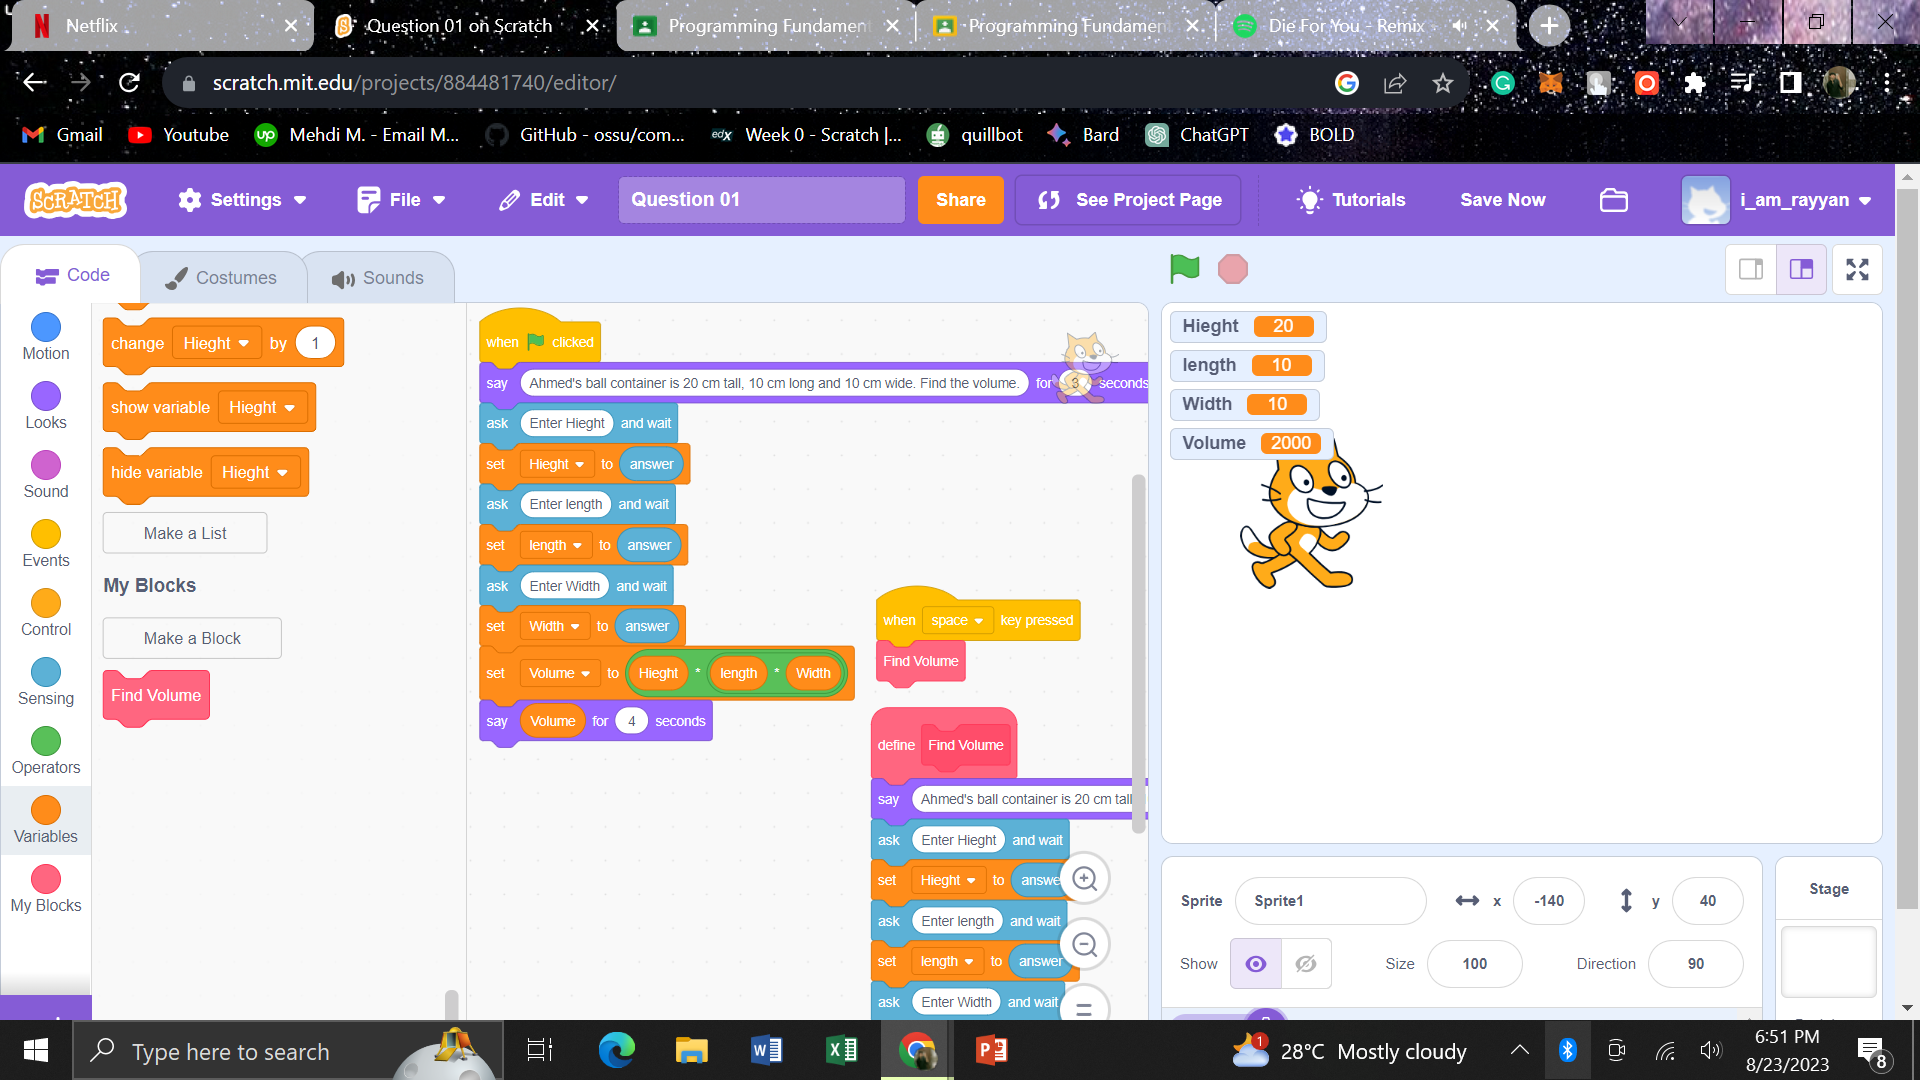 Netflix
Question 01 on Scratch
Programming Fundamen
Programming Fundamen
Die For You - Remix
scratch.mit.edu/projects/884481740/editor/
Gmail
YouTube
Mehdi M. - Email M...
GitHub - ossu/com...
edX Week 0 - Scratch |...
quillbot
Bard
ChatGPT
BOLD
SCRATCH
Settings
File
Edit
Question 01
Share
See Project Page
Tutorials
Save Now
i_am_rayyan
Code
Costumes
Sounds
Motion
Looks
Sound
Events
Control
Sensing
Operators
Variables
My Blocks
change Hieght by 1
show variable Hieght
hide variable Hieght
Make a List
My Blocks
Make a Block
Find Volume
when clicked
say Ahmed's ball container is 20 cm tall, 10 cm long and 10 cm wide. Find the volume. for 3 seconds
ask Enter Hieght and wait
set Hieght to answer
ask Enter length and wait
set length to answer
ask Enter Width and wait
set Width to answer
set Volume to Hieght * length * Width
say Volume for 4 seconds
when space key pressed
Find Volume
define Find Volume
say Ahmed's ball container is 20 cm tall
ask Enter Hieght and wait
set Hieght to answe
ask Enter length and wait
set length to answer
ask Enter Width and wait
Hieght 20
length 10
Width 10
Volume 2000
Sprite Sprite1 x -140 y 40
Show Size 100 Direction 90
Stage
Type here to search
1
28°C Mostly cloudy
6:51 PM
8/23/2023
8